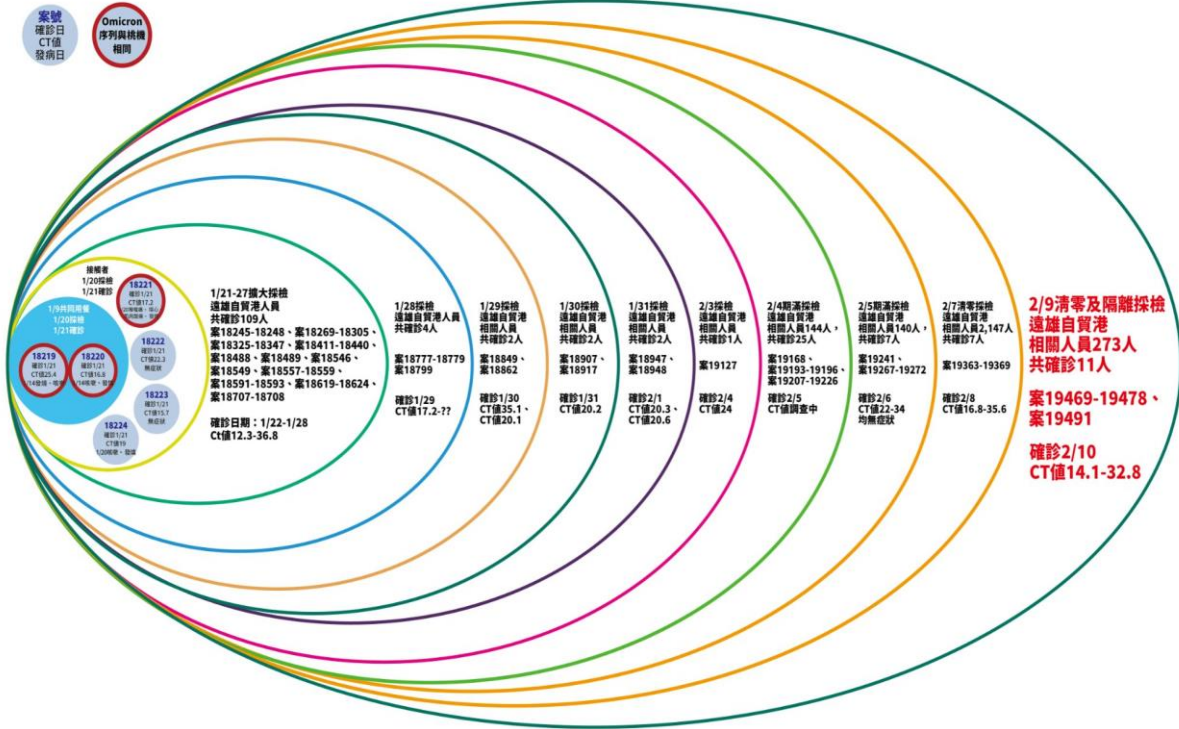 案號
確診日
CT值
發病日
Omicron
序列與桃機
相同
接觸者
1/20採檢
1/21確診
1/9共同用餐
1/20採檢
1/21確診
18219
確診1/21
CT值25.4
18220
確診1/21
CT值16.8
18221
確診1/21
CT值17.2
18222
確診1/21
CT值22.3
無症狀
18223
確診1/21
CT值15.7
無症狀
18224
確診1/21
CT值19
1/20咳嗽、發燒
1/21-27擴大採檢
遠雄自貿港人員
共確診109人
案18245-18248、案18269-18305、
案18325-18347、案18411-18440、
案18488、案18489、案18546、
案18549、案18557-18559、
案18591-18593、案18619-18624、
案18707-18708
確診日期：1/22-1/28
Ct值12.3-36.8
1/28採檢
遠雄自貿港人員
共確診4人
案18777-18779
案18799
確診1/29
CT值17.2-??
1/29採檢
遠雄自貿港
相關人員
共確診2人
案18849、
案18862
確診1/30
CT值35.1、
CT值20.1
1/30採檢
遠雄自貿港
相關人員
共確診2人
案18907、
案18917
確診1/31
CT值20.2
1/31採檢
遠雄自貿港
相關人員
共確診2人
案18947、
案18948
確診2/1
CT值20.3、
CT值20.6
2/3採檢
遠雄自貿港
相關人員
共確診1人
案19127
確診2/4
CT值24
2/4期滿採檢
遠雄自貿港
相關人員144人，
共確診25人
案19168、
案19193-19196、
案19207-19226
確診2/5
CT值調查中
2/5期滿採檢
遠雄自貿港
相關人員140人，
共確診7人
案19241、
案19267-19272
確診2/6
CT值22-34
均無症狀
2/7清零採檢
遠雄自貿港
相關人員2,147人
共確診7人
案19363-19369
確診2/8
CT值16.8-35.6
2/9清零及隔離採檢
遠雄自貿港
相關人員273人
共確診11人
案19469-19478、
案19491
確診2/10
CT值14.1-32.8